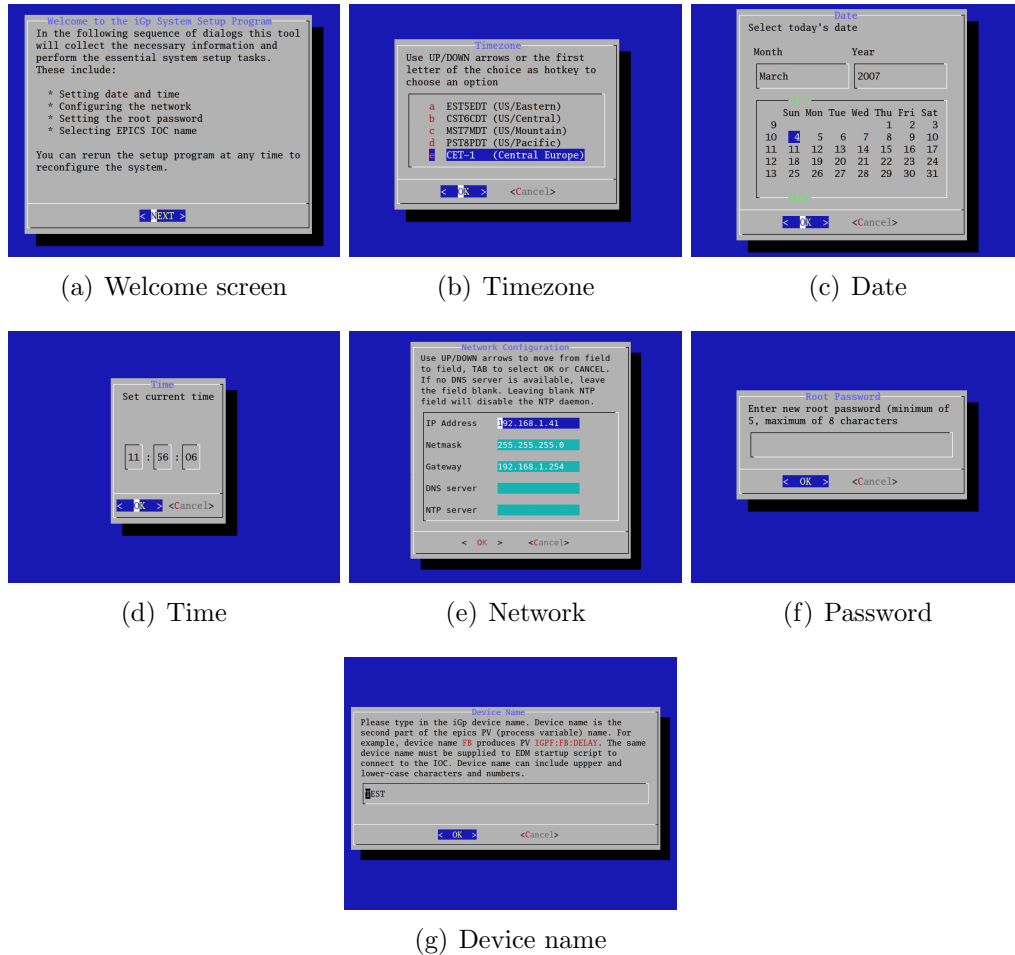 Welcome to the iGp System Setup Program
In the following sequence of dialogs this tool
will collect the necessary information and
perform the essential system setup tasks.
These include:
* Setting date and time
* Configuring the network
* Setting the root password
* Selecting EPICS IOC name
You can rerun the setup program at any time to
reconfigure the system.
< NEXT >
(a) Welcome screen
Timezone
Use UP/DOWN arrows or the first
letter of the choice as hotkey to
choose an option
a EST5EDT (US/Eastern)
b CST6CDT (US/Central)
c MST7MDT (US/Mountain)
d PST8PDT (US/Pacific)
e CET-1 (Central Europe)
< OK > <Cancel>
(b) Timezone
Date
Select today's date
Month Year
March 2007
Sun Mon Tue Wed Thu Fri Sat
9 1 2 3
10 4 5 6 7 8 9 10
11 11 12 13 14 15 16 17
12 18 19 20 21 22 23 24
13 25 26 27 28 29 30 31
< OK > <Cancel>
(c) Date
Time
Set current time
11 : 56 : 06
< OK > <Cancel>
(d) Time
Network Configuration
Use UP/DOWN arrows to move from field
to field, TAB to select OK or CANCEL.
If no DNS server is available, leave
the field blank. Leaving blank NTP
field will disable the NTP daemon.
IP Address 192.168.1.41
Netmask 255.255.255.0
Gateway 192.168.1.254
DNS server
NTP server
< OK > <Cancel>
(e) Network
Root Password
Enter new root password (minimum of
5, maximum of 8 characters
< OK > <Cancel>
(f) Password
Device Name
Please type in the iGp device name. Device name is the
second part of the epics PV (process variable) name. For
example, device name FB produces PV IGPF:FB:DELAY. The same
device name must be supplied to EDM startup script to
connect to the IOC. Device name can include uppper and
lower-case characters and numbers.
TEST
< OK > <Cancel>
(g) Device name